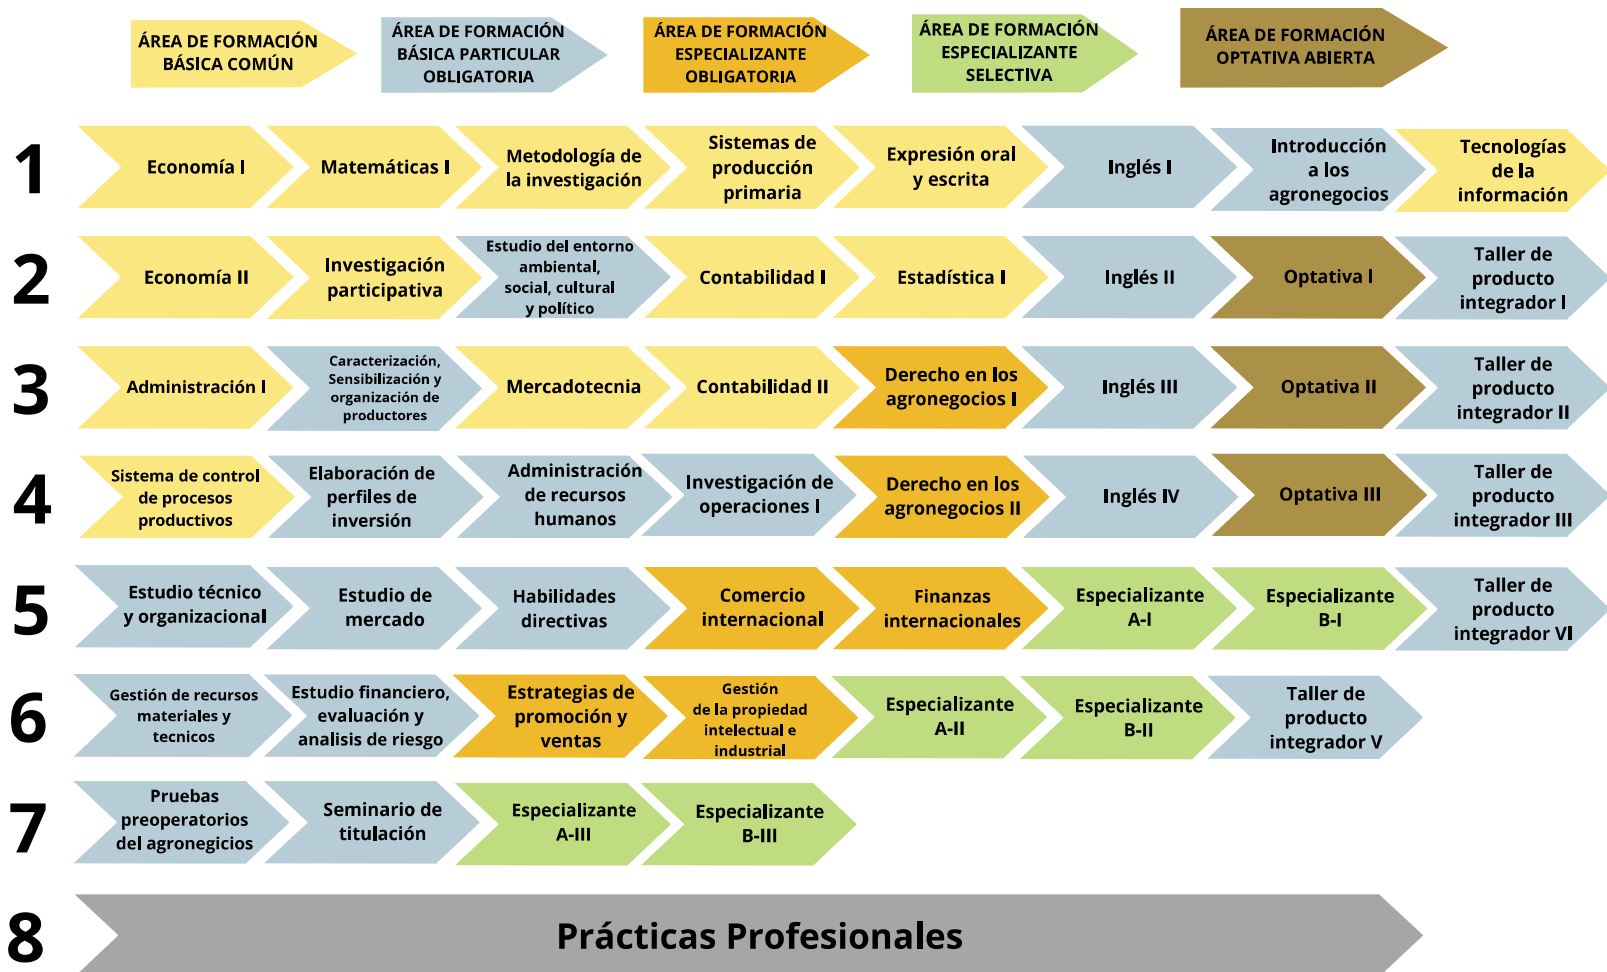 ÁREA DE FORMACIÓN
BÁSICA COMÚN
ÁREA DE FORMACIÓN
BÁSICA PARTICULAR
OBLIGATORIA
ÁREA DE FORMACIÓN
ESPECIALIZANTE
OBLIGATORIA
ÁREA DE FORMACIÓN
ESPECIALIZANTE
SELECTIVA
ÁREA DE FORMACIÓN
OPTATIVA ABIERTA
1
Economía I
Matemáticas I
Metodología de
la investigación
Sistemas de
producción
primaria
Expresión oral
y escrita
Inglés I
Introducción
a los
agronegocios
Tecnologías
de la
información
2
Economía II
Investigación
participativa
Estudio del entorno
ambiental,
social, cultural
y político
Contabilidad I
Estadística I
Inglés II
Optativa I
Taller de
producto
integrador I
3
Administración I
Caracterización,
Sensibilización y
organización de
productores
Mercadotecnia
Contabilidad II
Derecho en los
agronegocios I
Inglés III
Optativa II
Taller de
producto
integrador II
4
Sistema de control
de procesos
productivos
Elaboración de
perfiles de
inversión
Administración
de recursos
humanos
Investigación de
operaciones I
Derecho en los
agronegocios II
Inglés IV
Optativa III
Taller de
producto
integrador III
5
Estudio técnico
y organizacional
Estudio de
mercado
Habilidades
directivas
Comercio
internacional
Finanzas
internacionales
Especializante
A-I
Especializante
B-I
Taller de
producto
integrador VI
6
Gestión de recursos
materiales y
tecnicos
Estudio financiero,
evaluación y
analisis de riesgo
Estrategias de
promoción y
ventas
Gestión
de la propiedad
intelectual e
industrial
Especializante
A-II
Especializante
B-II
Taller de
producto
integrador V
7
Pruebas
preoperatorios
del agronegicios
Seminario de
titulación
Especializante
A-III
Especializante
B-III
8
Prácticas Profesionales